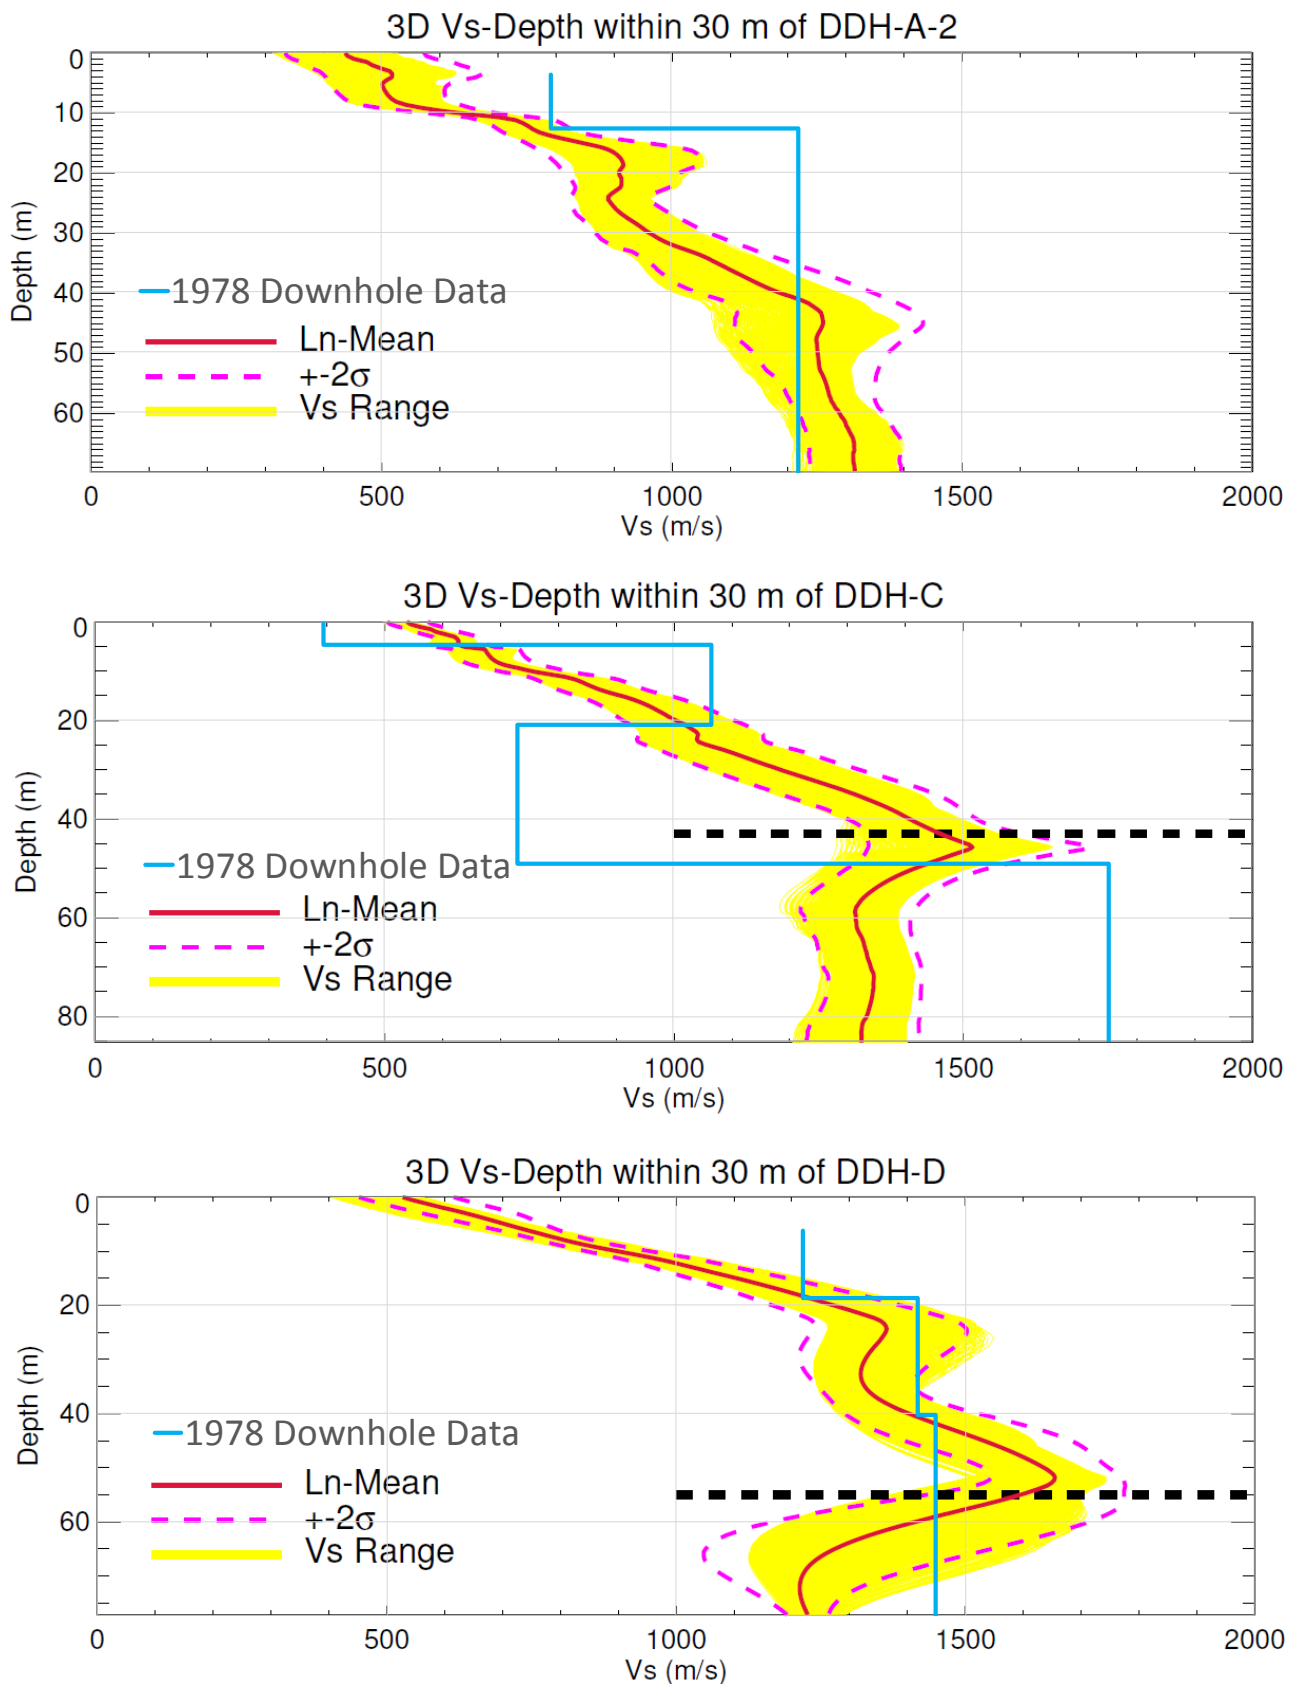 3D Vs-Depth within 30 m of DDH-A-2
0
10
20
30
40
50
60
Depth (m)
1978 Downhole Data
Ln-Mean
+-2σ
Vs Range
0 500 1000 1500 2000
Vs (m/s)
3D Vs-Depth within 30 m of DDH-C
0
20
40
60
80
Depth (m)
1978 Downhole Data
Ln-Mean
+-2σ
Vs Range
0 500 1000 1500 2000
Vs (m/s)
3D Vs-Depth within 30 m of DDH-D
0
20
40
60
Depth (m)
1978 Downhole Data
Ln-Mean
+-2σ
Vs Range
0 500 1000 1500 2000
Vs (m/s)